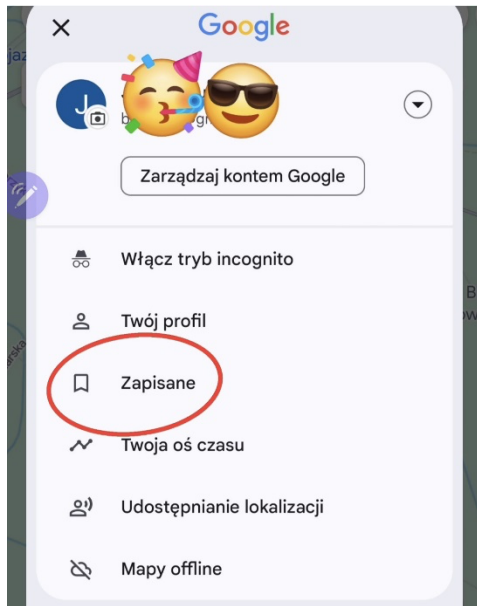 Google
J
Zarządzaj kontem Google
Włącz tryb incognito
Twój profil
Zapisane
Twoja oś czasu
Udostępnianie lokalizacji
Mapy offline